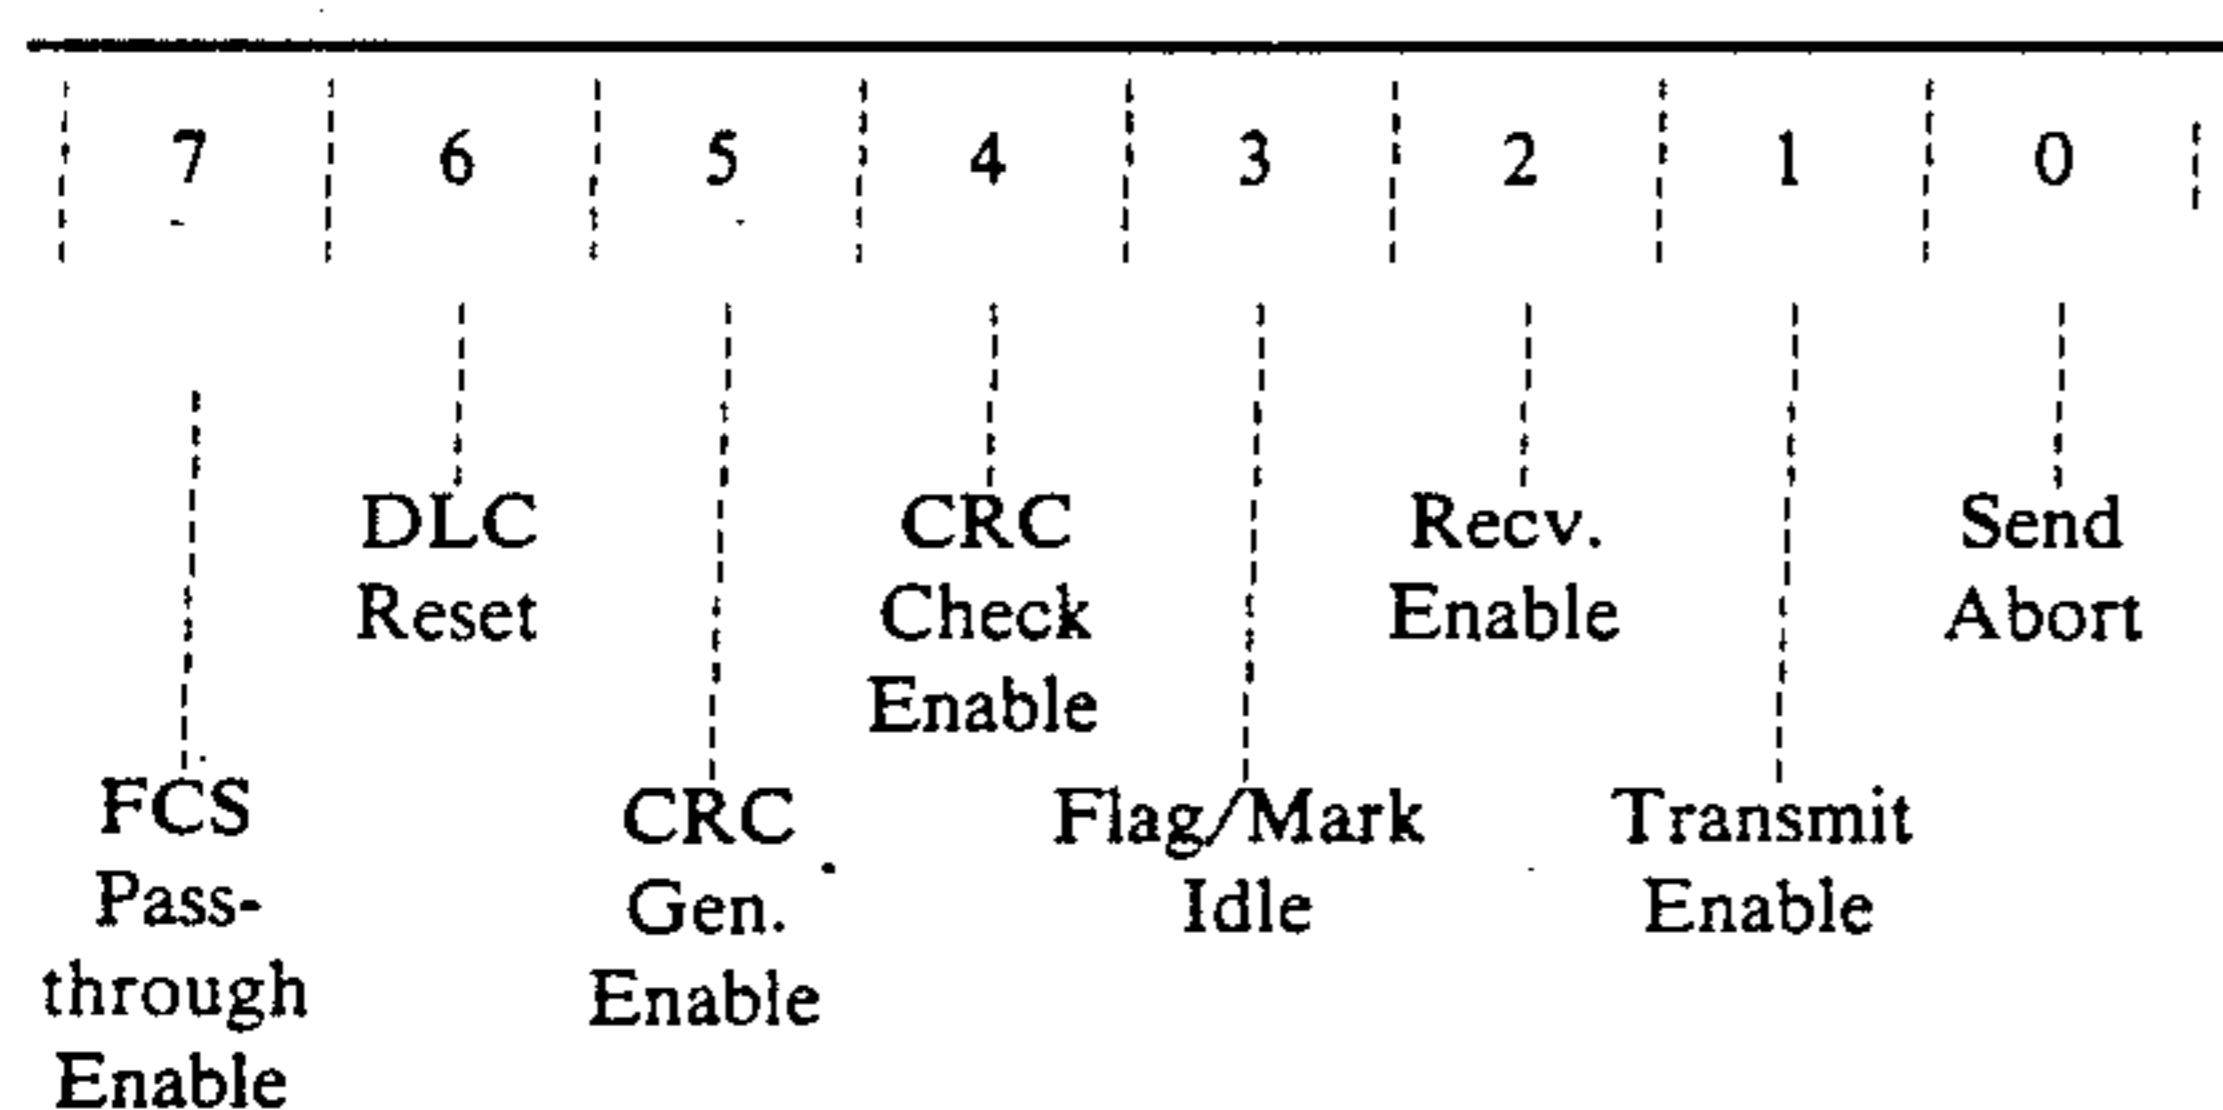 7 6 5 4 3 2 1 0
DLC
Reset
CRC
Check
Enable
Recv.
Enable
Send
Abort
FCS
Pass-
through
Enable
CRC
Gen.
Enable
Flag/Mark
Idle
Transmit
Enable